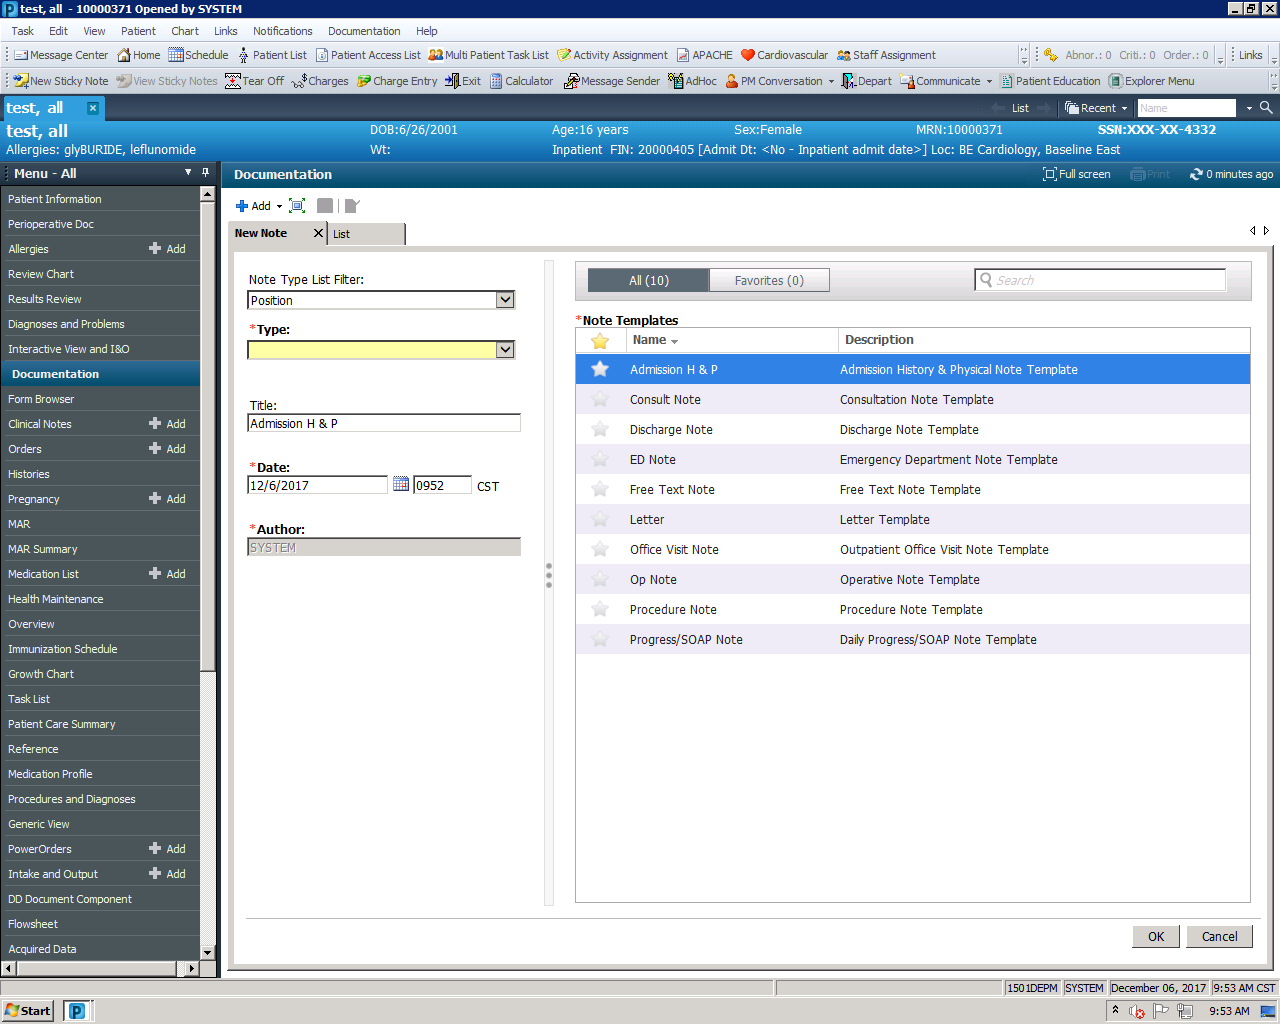 test, all - 10000371 Opened by SYSTEM
Task Edit View Patient Chart Links Notifications Documentation Help
Message Center Home Schedule Patient List Patient Access List Multi Patient Task List Activity Assignment APACHE Cardiovascular Staff Assignment Abnor.: 0 Criti.: 0 Order.: 0 Links
New Sticky Note View Sticky Notes Tear Off Charges Charge Entry Exit Calculator Message Sender AdHoc PM Conversation Depart Communicate Patient Education Explorer Menu
test, all List Recent Name
test, all DOB:6/26/2001 Age:16 years Sex:Female MRN:10000371 SSN:XXX-XX-4332
Allergies: glyBURIDE, leflunomide Wt: Inpatient FIN: 20000405 [Admit Dt: <No - Inpatient admit date>] Loc: BE Cardiology, Baseline East
Menu - All
Patient Information
Perioperative Doc
Allergies Add
Review Chart
Results Review
Diagnoses and Problems
Interactive View and I&O
Documentation
Form Browser
Clinical Notes Add
Orders Add
Histories
Pregnancy Add
MAR
MAR Summary
Medication List Add
Health Maintenance
Overview
Immunization Schedule
Growth Chart
Task List
Patient Care Summary
Reference
Medication Profile
Procedures and Diagnoses
Generic View
PowerOrders Add
Intake and Output Add
DD Document Component
Flowsheet
Acquired Data
Documentation Full screen Print 0 minutes ago
Add
New Note List
Note Type List Filter:
Position
*Type:
Title:
Admission H & P
*Date:
12/6/2017 0952 CST
*Author:
SYSTEM
All (10) Favorites (0) Search
*Note Templates
Name Description
Admission H & P Admission History & Physical Note Template
Consult Note Consultation Note Template
Discharge Note Discharge Note Template
ED Note Emergency Department Note Template
Free Text Note Free Text Note Template
Letter Letter Template
Office Visit Note Outpatient Office Visit Note Template
Op Note Operative Note Template
Procedure Note Procedure Note Template
Progress/SOAP Note Daily Progress/SOAP Note Template
OK Cancel
1501DEPM SYSTEM December 06, 2017 9:53 AM CST
Start 9:53 AM